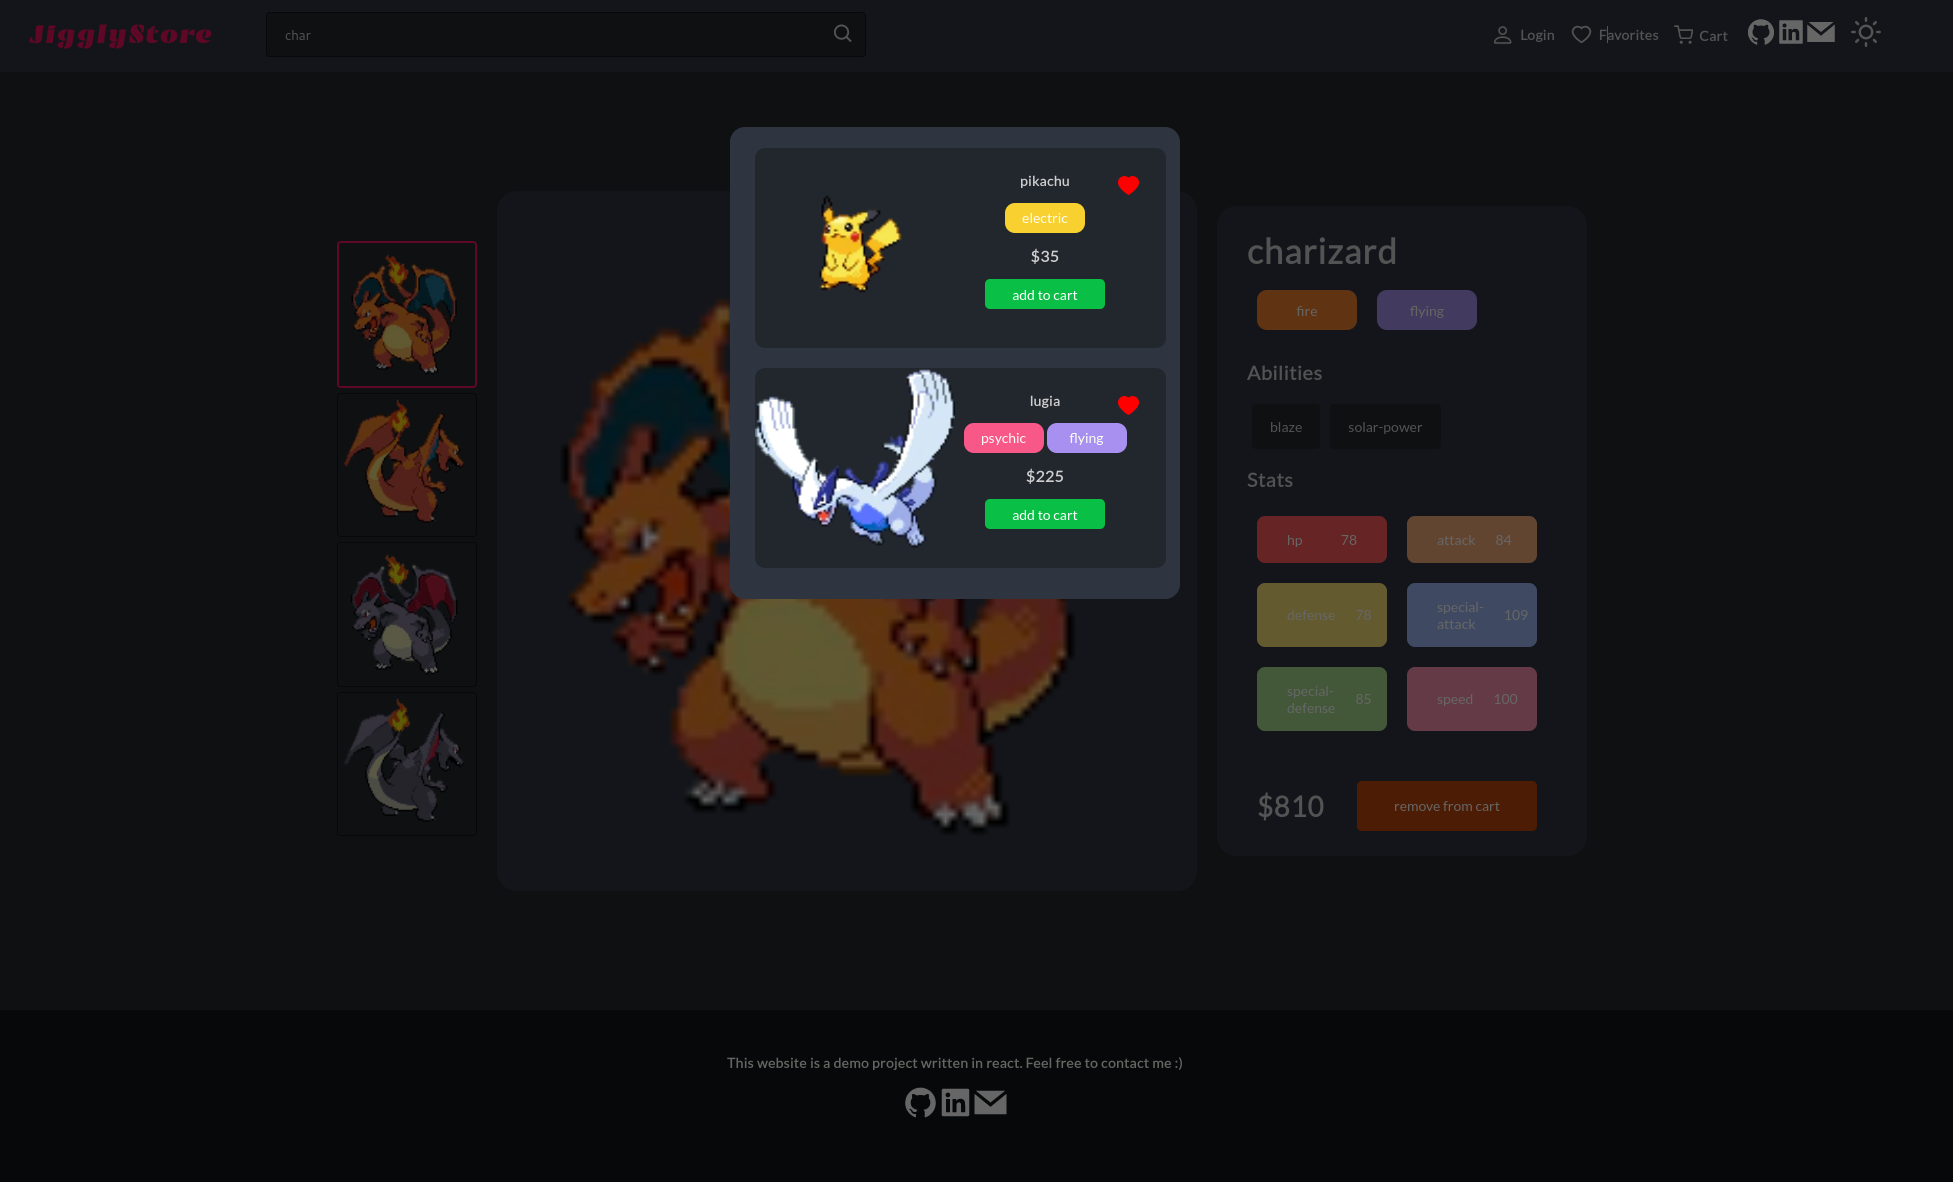 JigglyStore
char
Login
Favorites
Cart
pikachu
electric
$35
add to cart
lugia
psychic flying
$225
add to cart
charizard
fire flying
Abilities
blaze solar-power
Stats
hp 78
attack 84
defense 78
special-
attack 109
special-
defense 85
speed 100
$810 remove from cart
This website is a demo project written in react. Feel free to contact me :)
in